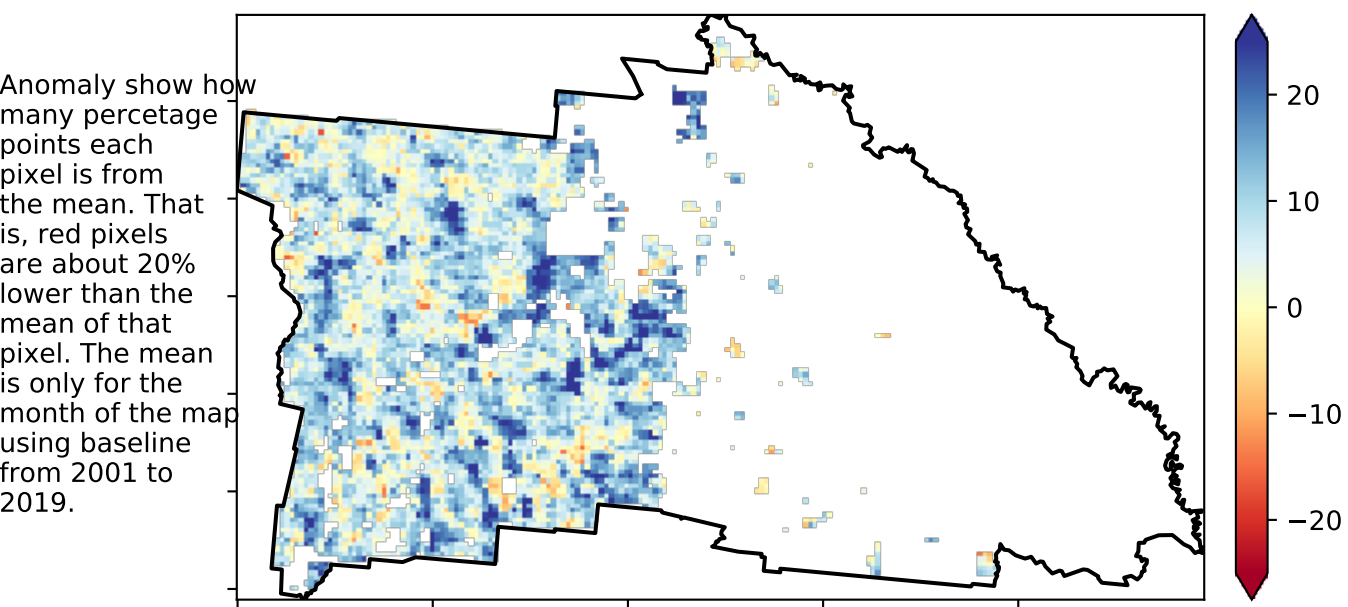 Anomaly show how
many percetage
points each
pixel is from
the mean. That
is, red pixels
are about 20%
lower than the
mean of that
pixel. The mean
is only for the
month of the map
using baseline
from 2001 to
2019.
20
10
0
−10
−20